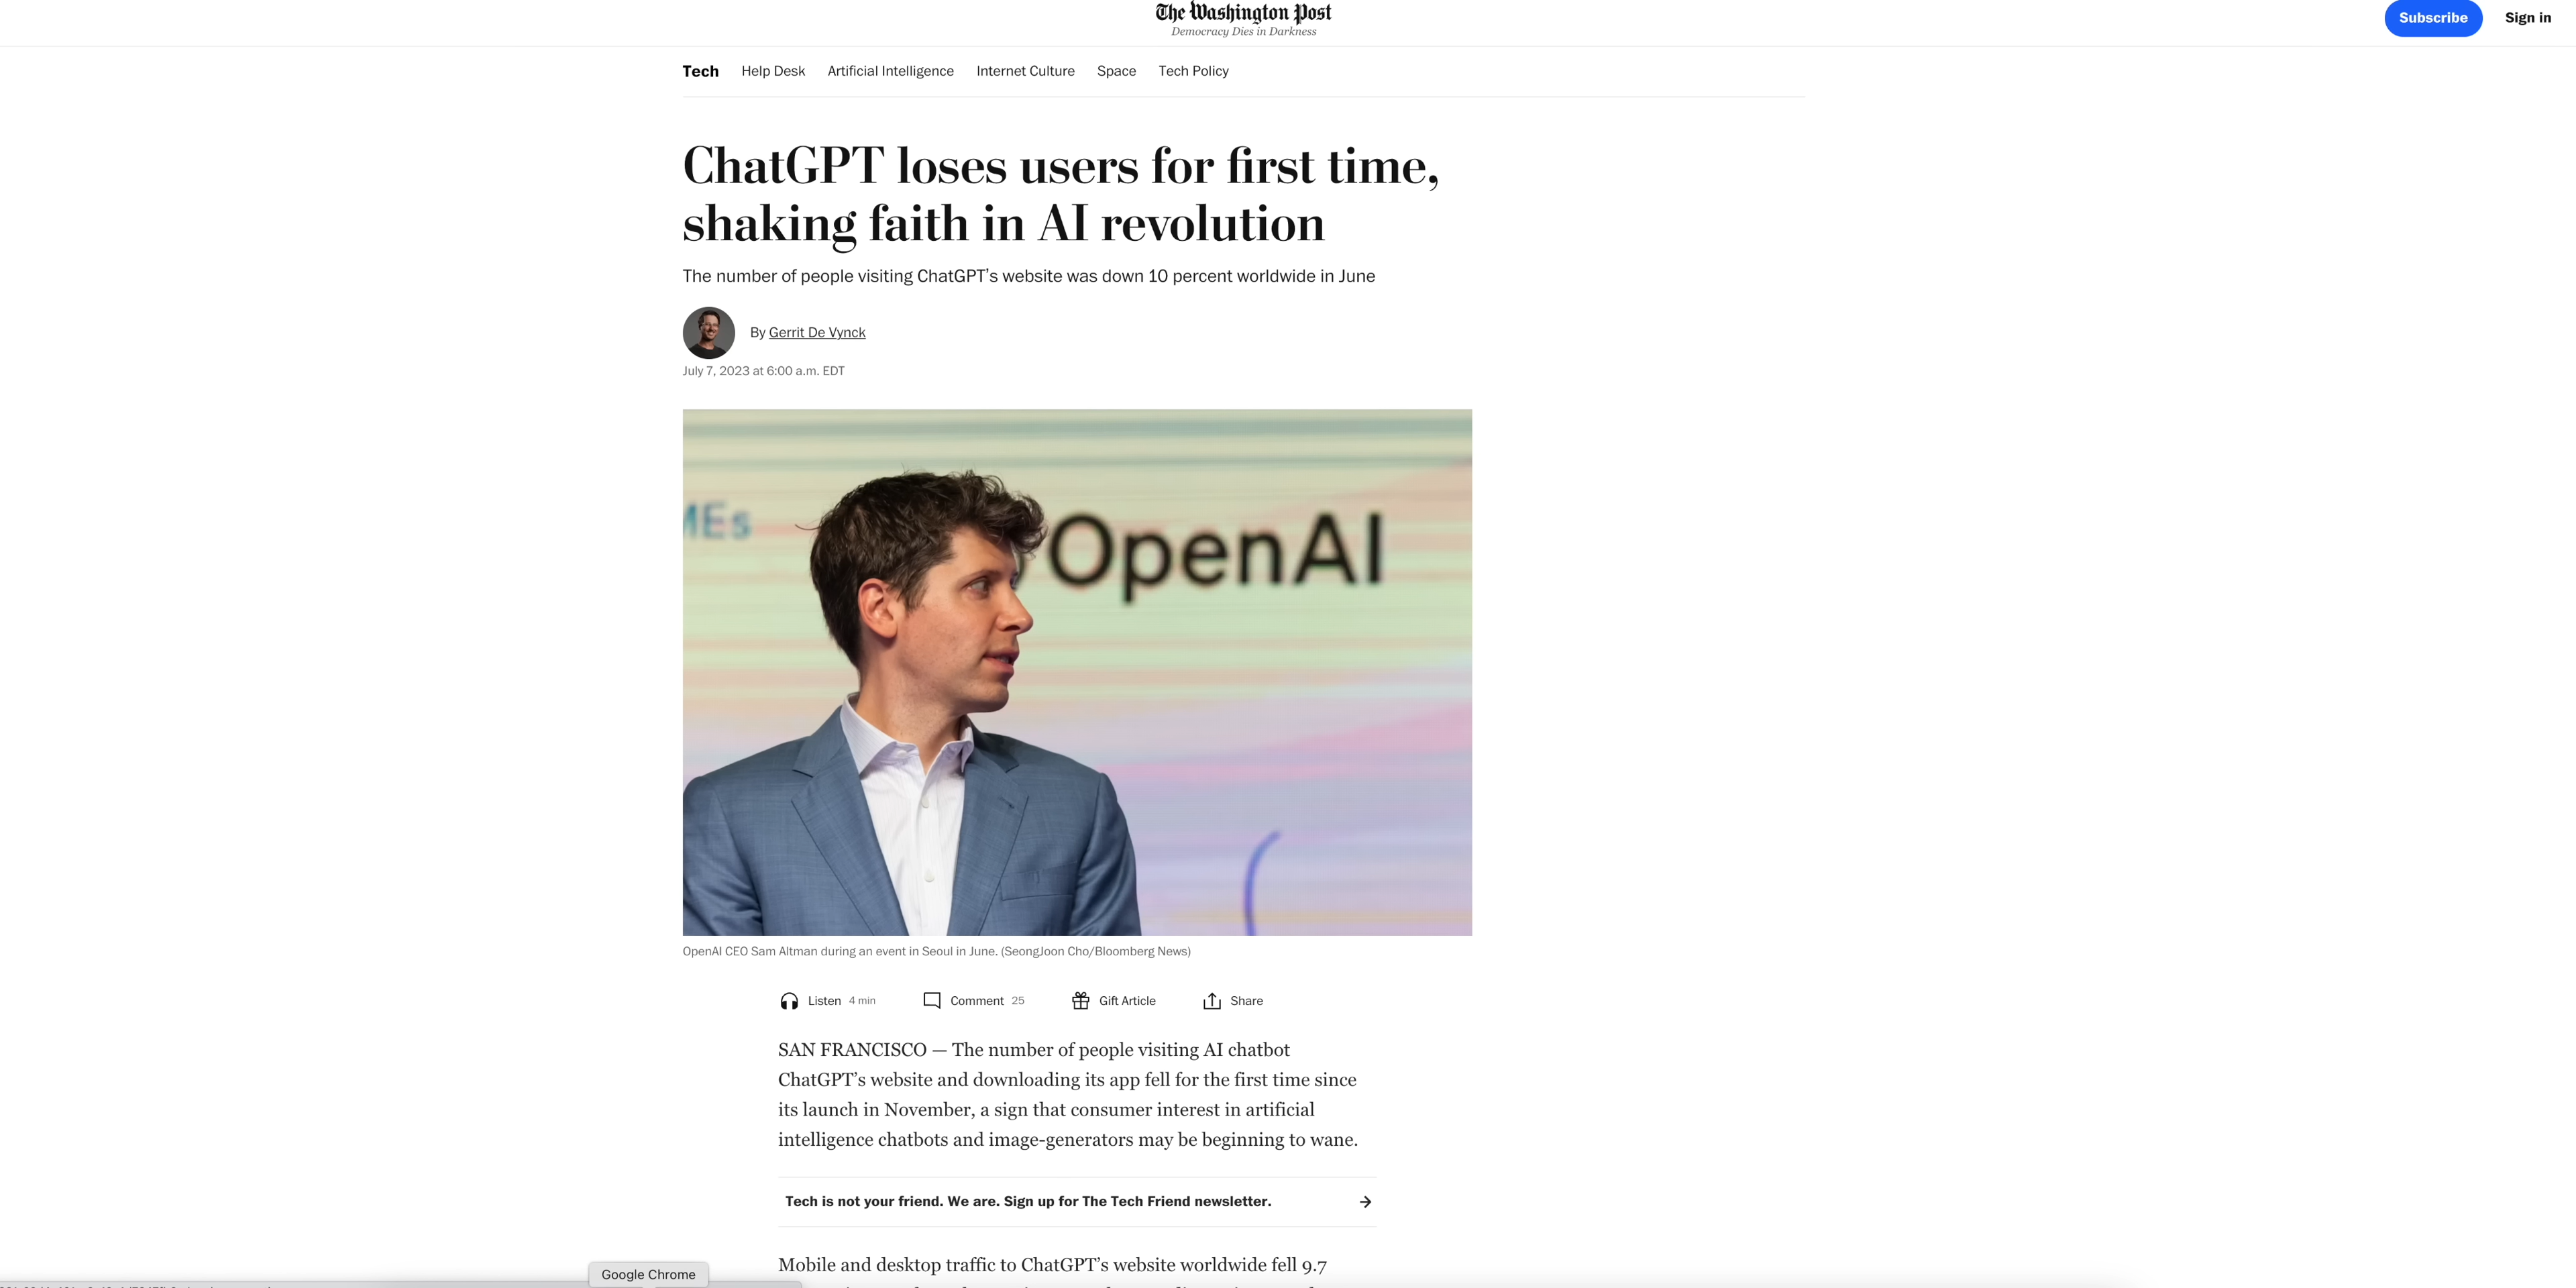 The Washington Post
Democracy Dies in Darkness
Subscribe
Sign in
Tech
Help Desk
Artificial Intelligence
Internet Culture
Space
Tech Policy
ChatGPT loses users for first time,
shaking faith in AI revolution
The number of people visiting ChatGPT’s website was down 10 percent worldwide in June
By Gerrit De Vynck
July 7, 2023 at 6:00 a.m. EDT
MEs
OpenAI
OpenAI CEO Sam Altman during an event in Seoul in June. (SeongJoon Cho/Bloomberg News)
Listen 4 min
Comment 25
Gift Article
Share
SAN FRANCISCO — The number of people visiting AI chatbot
ChatGPT’s website and downloading its app fell for the first time since
its launch in November, a sign that consumer interest in artificial
intelligence chatbots and image-generators may be beginning to wane.
Tech is not your friend. We are. Sign up for The Tech Friend newsletter.
Mobile and desktop traffic to ChatGPT’s website worldwide fell 9.7
Google Chrome